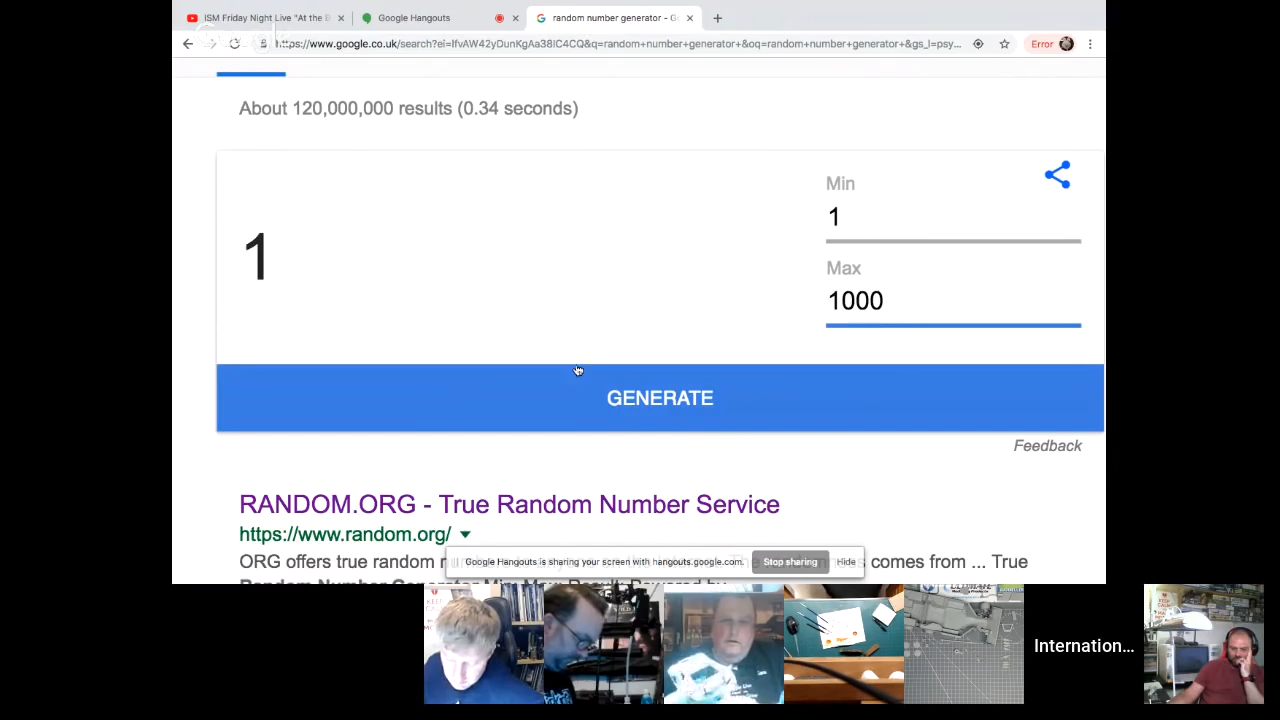 ISM Friday Night Live "At the B
Google Hangouts
random number generator - G
https://www.google.co.uk/search?ei=IfvAW42yDunKgAa38IC4CQ&q=random+number+generator+&oq=random+number+generator+&gs_l=psy...
Error
About 120,000,000 results (0.34 seconds)
1
Min
1
Max
1000
GENERATE
Feedback
RANDOM.ORG - True Random Number Service
https://www.random.org/
ORG offers true random comes from ... True
Google Hangouts is sharing your screen with hangouts.google.com.
Stop sharing
Hide
Random Number Generator Min: Max: Result: Powered by
Internation...